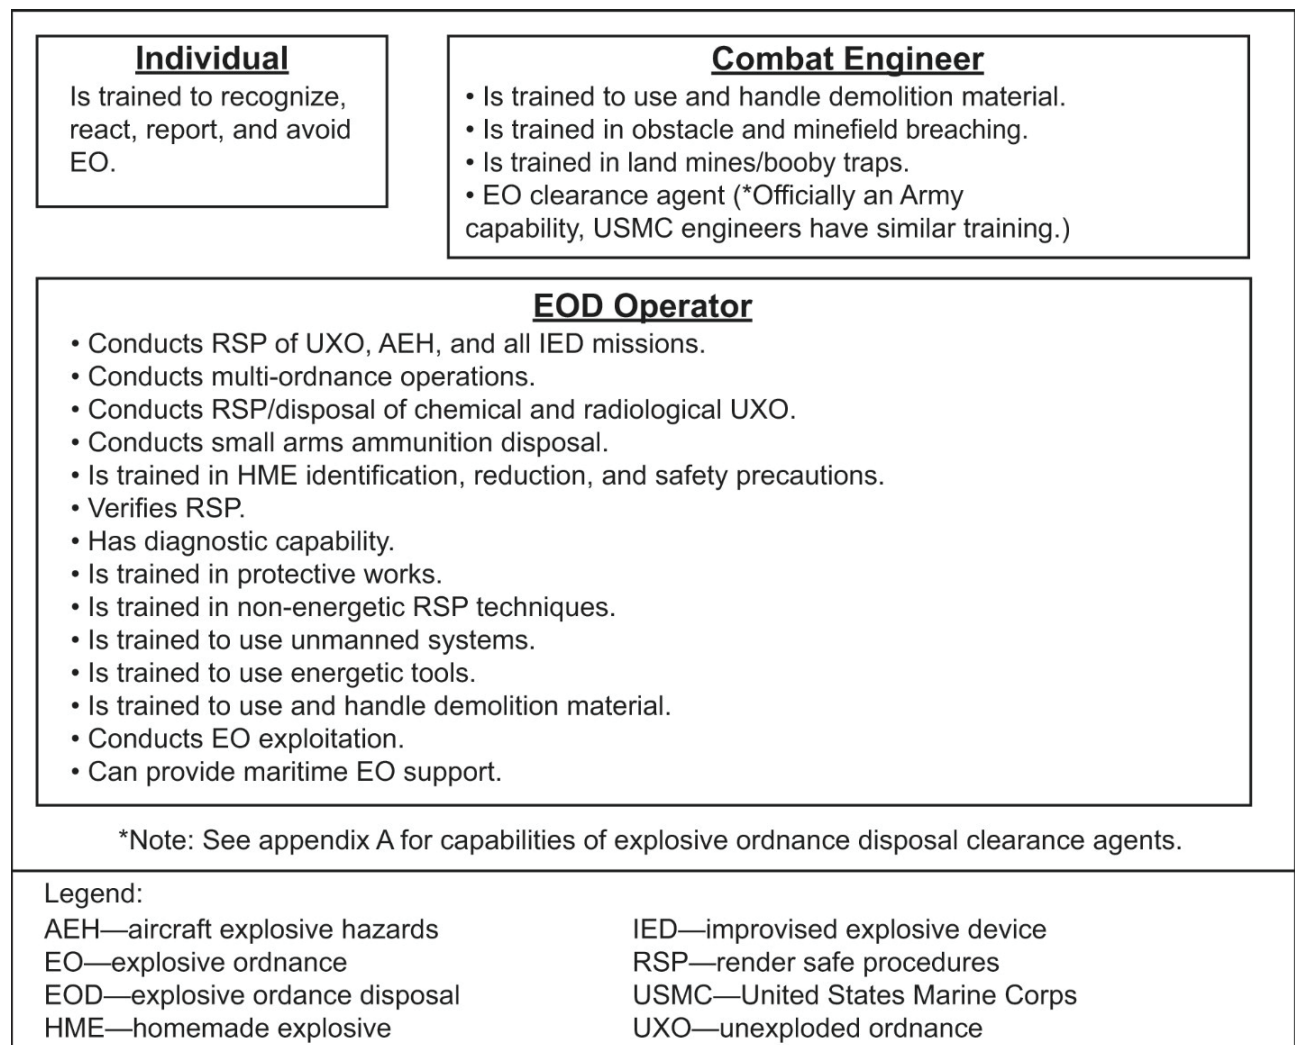 Individual
Is trained to recognize,
react, report, and avoid
EO.
Combat Engineer
• Is trained to use and handle demolition material.
• Is trained in obstacle and minefield breaching.
• Is trained in land mines/booby traps.
• EO clearance agent (*Officially an Army
capability, USMC engineers have similar training.)
EOD Operator
• Conducts RSP of UXO, AEH, and all IED missions.
• Conducts multi-ordnance operations.
• Conducts RSP/disposal of chemical and radiological UXO.
• Conducts small arms ammunition disposal.
• Is trained in HME identification, reduction, and safety precautions.
• Verifies RSP.
• Has diagnostic capability.
• Is trained in protective works.
• Is trained in non-energetic RSP techniques.
• Is trained to use unmanned systems.
• Is trained to use energetic tools.
• Is trained to use and handle demolition material.
• Conducts EO exploitation.
• Can provide maritime EO support.
*Note: See appendix A for capabilities of explosive ordnance disposal clearance agents.
Legend:
AEH—aircraft explosive hazards
EO—explosive ordnance
EOD—explosive ordance disposal
HME—homemade explosive
IED—improvised explosive device
RSP—render safe procedures
USMC—United States Marine Corps
UXO—unexploded ordnance